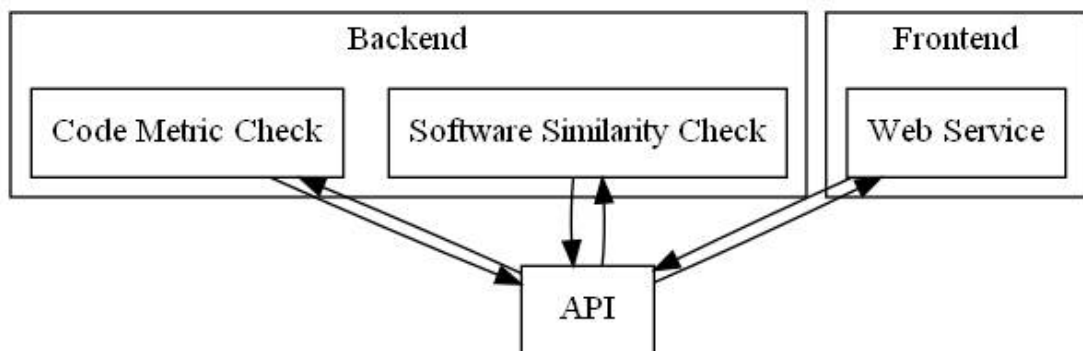 Backend
Frontend
Code Metric Check
Software Similarity Check
Web Service
API